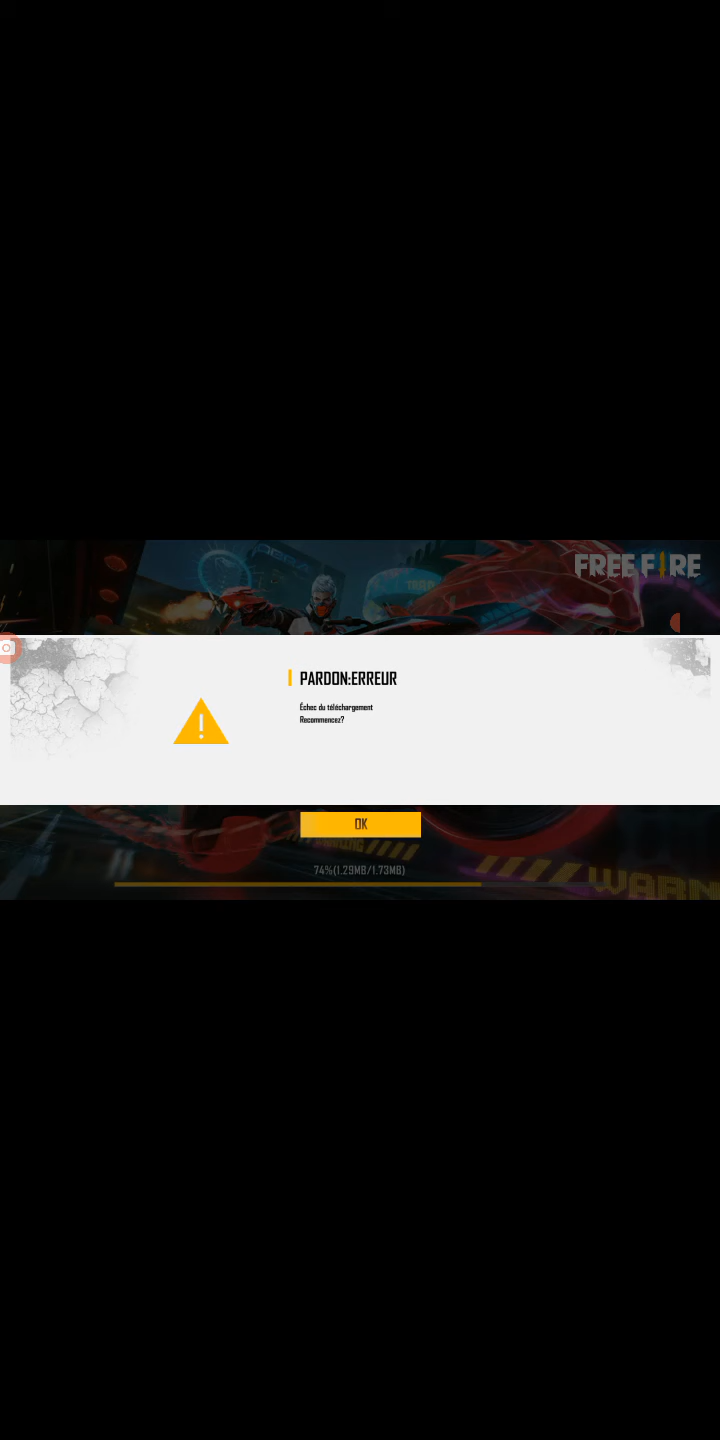 FREE FIRE
PARDON:ERREUR
Échec du téléchargement
Recommencez?
OK
74%(1.29MB/1.73MB)